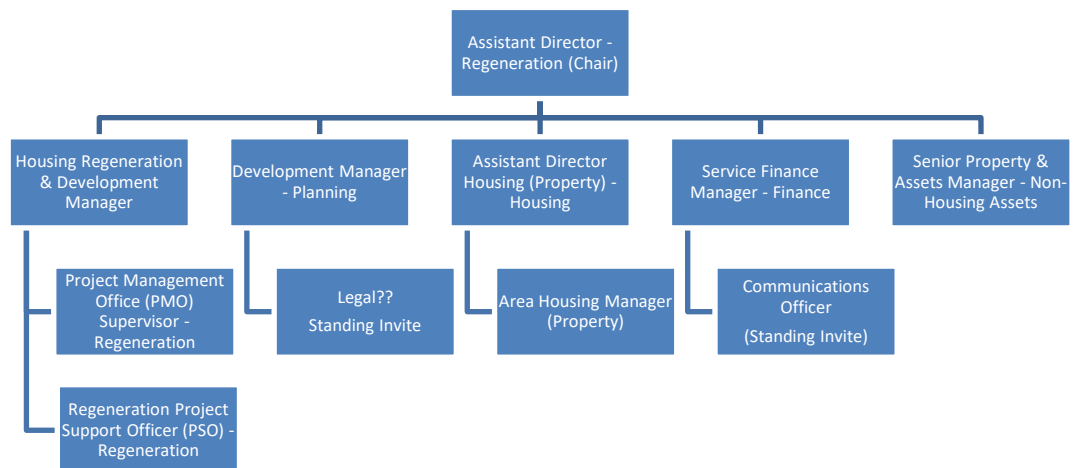 Assistant Director -
Regeneration (Chair)
Housing Regeneration
& Development
Manager
Development Manager
- Planning
Assistant Director
Housing (Property) -
Housing
Service Finance
Manager - Finance
Senior Property &
Assets Manager - Non-
Housing Assets
Project Management
Office (PMO)
Supervisor -
Regeneration
Legal??
Standing Invite
Area Housing Manager
(Property)
Communications
Officer
(Standing Invite)
Regeneration Project
Support Officer (PSO) -
Regeneration